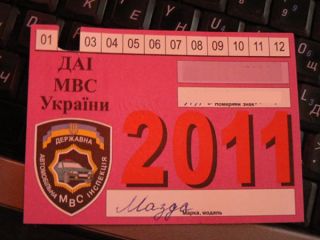 01 03 04 05 06 07 08 09 10 11 12
ДАІ
МВС
України
Номерний знак
2011
ДЕРЖАВНА
АВТОМОБІЛЬНА ІНСПЕКЦІЯ
МВС
Мазда
Марка, модель